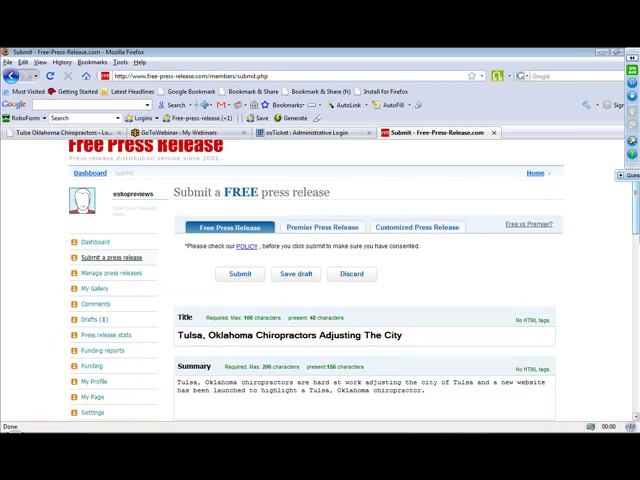 Submit - Free-Press-Release.com - Mozilla Firefox
File Edit View History Bookmarks Tools Help
http://www.free-press-release.com/members/submit.php
Google
Most Visited Getting Started Latest Headlines Google Bookmark Bookmark & Share Bookmark & Share (fr) Install for Firefox
Google Search Bookmarks AutoLink AutoFill
RoboForm Search Logins Free-press-release (+1) Save Generate
Tulsa Oklahoma Chiropractors - Lo... GoToWebinar : My Webinars osTicket : Administrative Login Submit - Free-Press-Release.com
Free Press Release
Press release distribution service since 2001.
Dashboard Submit Home
eshopreviews
Submit a FREE press release
Free Press Release Premier Press Release Customized Press Release Free vs Premier?
*Please check our POLICY , before you click submit to make sure you have consented.
Submit Save draft Discard
Dashboard
Submit a press release
Manage press releases
My Gallery
Comments
Drafts (1)
Press release stats
Funding reports
Funding
My Profile
My Page
Settings
Title Required. Max: 100 characters present: 48 characters No HTML tags.
Tulsa, Oklahoma Chiropractors Adjusting The City
Summary Required. Max: 200 characters present:156 characters No HTML tags.
Tulsa, Oklahoma chiropractors are hard at work adjusting the city of Tulsa and a new website
has been launched to highlight a Tulsa, Oklahoma chiropractor.
Done 00:00